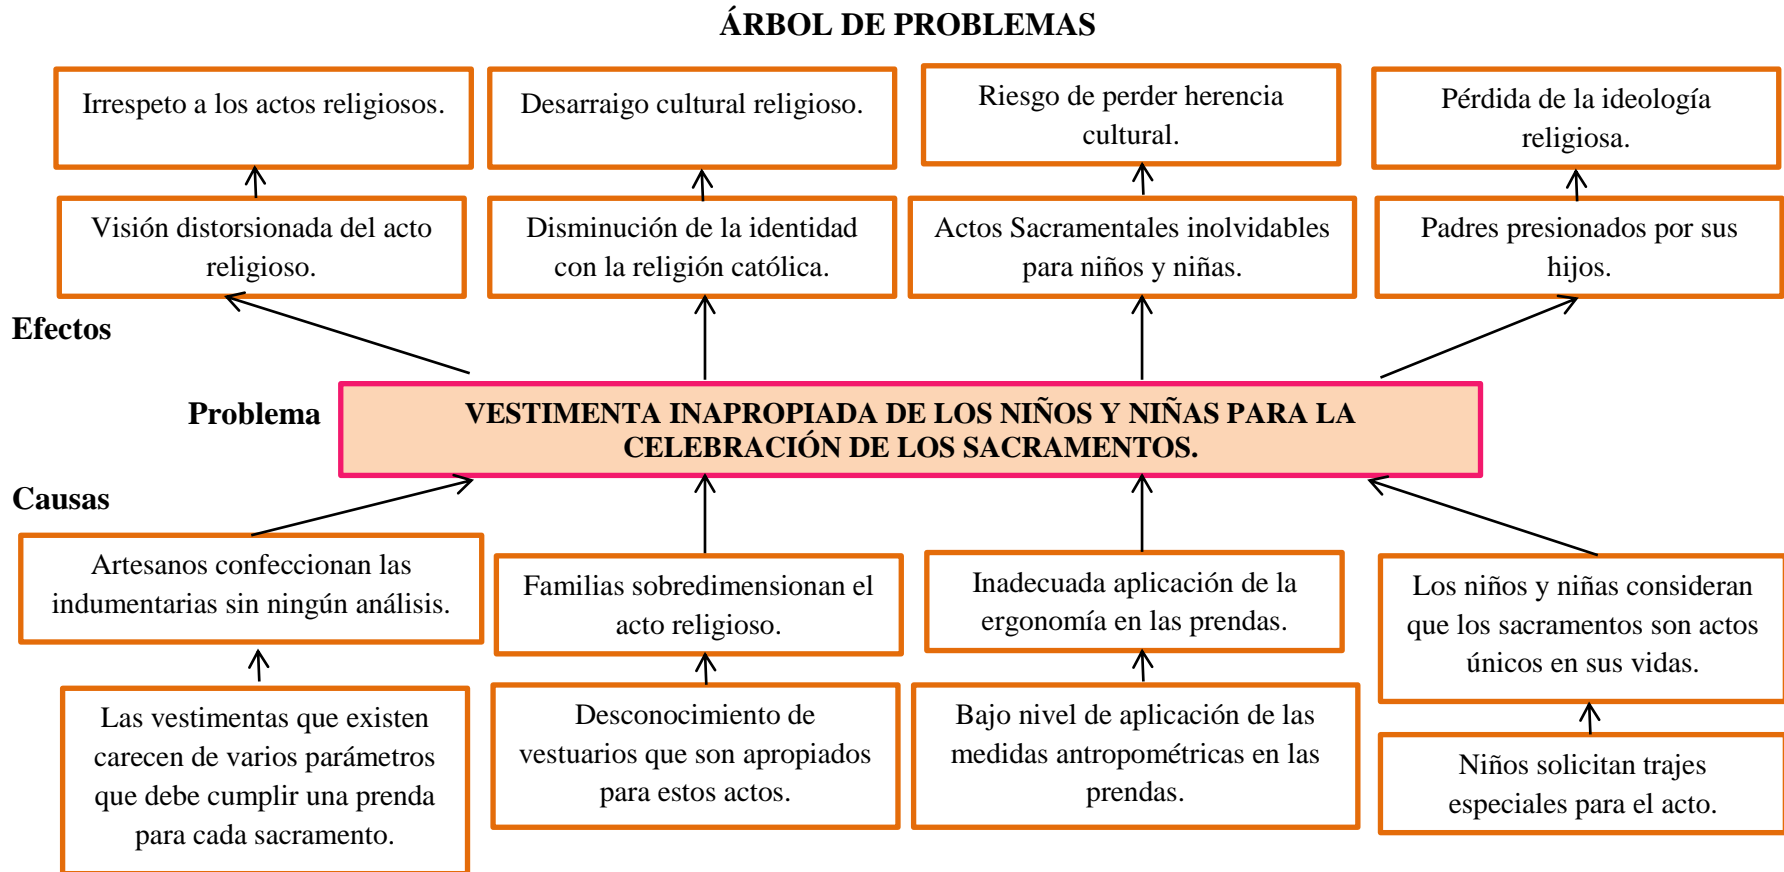 ÁRBOL DE PROBLEMAS
Irrespeto a los actos religiosos.
Desarraigo cultural religioso.
Riesgo de perder herencia
cultural.
Pérdida de la ideología
religiosa.
Visión distorsionada del acto
religioso.
Disminución de la identidad
con la religión católica.
Actos Sacramentales inolvidables
para niños y niñas.
Padres presionados por sus
hijos.
Efectos
Problema
VESTIMENTA INAPROPIADA DE LOS NIÑOS Y NIÑAS PARA LA
CELEBRACIÓN DE LOS SACRAMENTOS.
Causas
Artesanos confeccionan las
indumentarias sin ningún análisis.
Familias sobredimensionan el
acto religioso.
Inadecuada aplicación de la
ergonomía en las prendas.
Los niños y niñas consideran
que los sacramentos son actos
únicos en sus vidas.
Las vestimentas que existen
carecen de varios parámetros
que debe cumplir una prenda
para cada sacramento.
Desconocimiento de
vestuarios que son apropiados
para estos actos.
Bajo nivel de aplicación de las
medidas antropométricas en las
prendas.
Niños solicitan trajes
especiales para el acto.